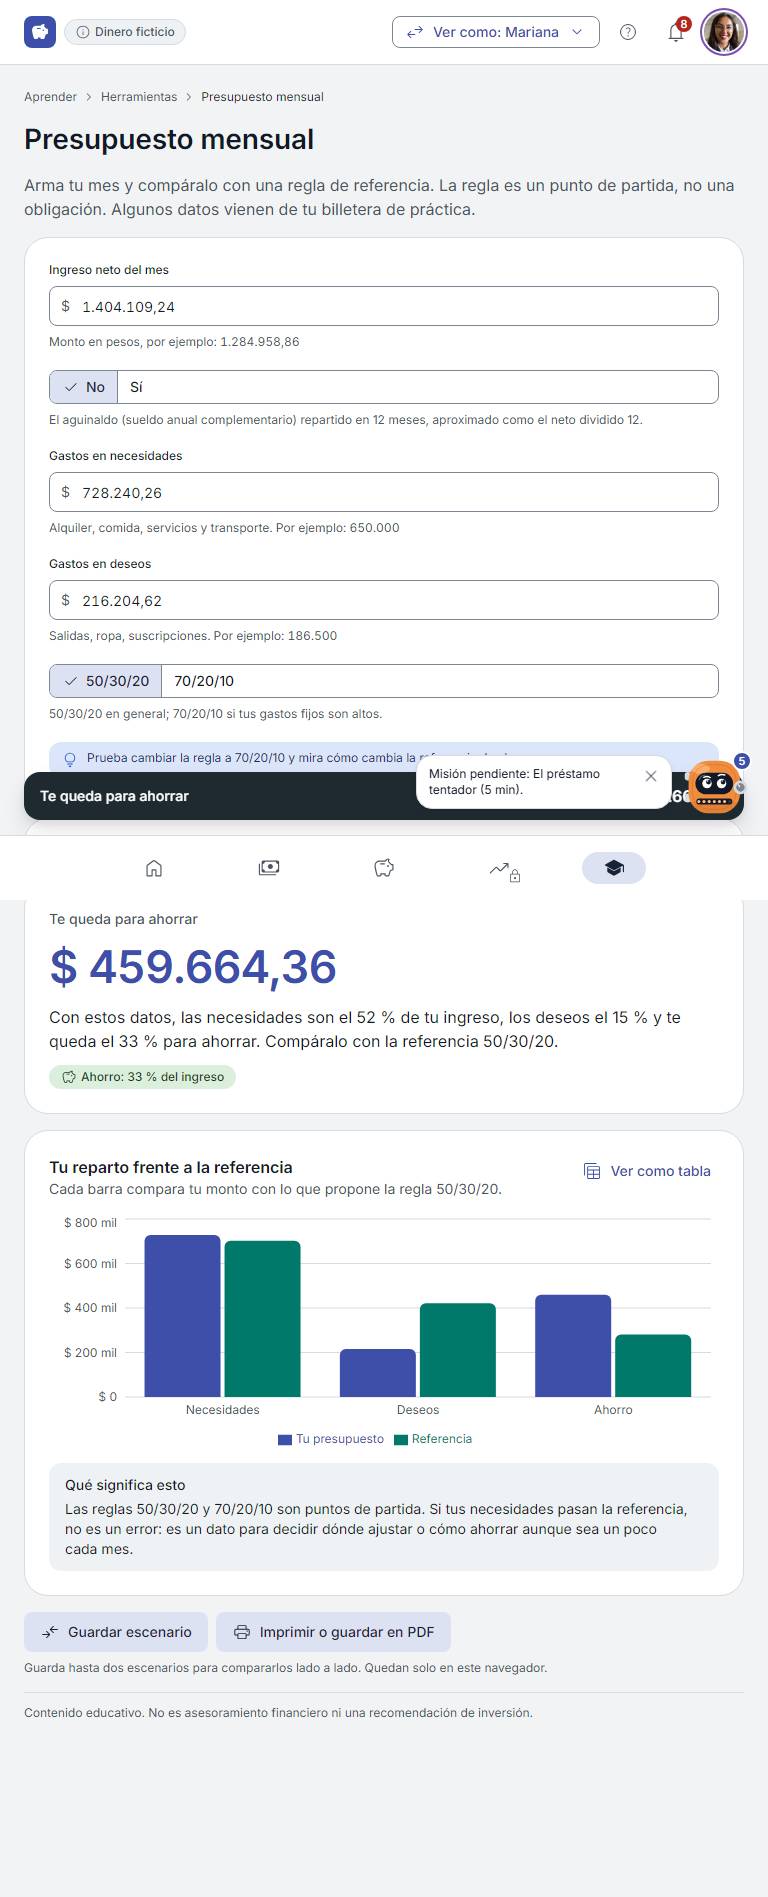 Dinero ficticio
Ver como: Mariana
8
Aprender > Herramientas > Presupuesto mensual
Presupuesto mensual
Arma tu mes y compáralo con una regla de referencia. La regla es un punto de partida, no una
obligación. Algunos datos vienen de tu billetera de práctica.
Ingreso neto del mes
$ 1.404.109,24
Monto en pesos, por ejemplo: 1.284.958,86
No Sí
El aguinaldo (sueldo anual complementario) repartido en 12 meses, aproximado como el neto dividido 12.
Gastos en necesidades
$ 728.240,26
Alquiler, comida, servicios y transporte. Por ejemplo: 650.000
Gastos en deseos
$ 216.204,62
Salidas, ropa, suscripciones. Por ejemplo: 186.500
50/30/20 70/20/10
50/30/20 en general; 70/20/10 si tus gastos fijos son altos.
Prueba cambiar la regla a 70/20/10 y mira cómo cambia la
Misión pendiente: El préstamo
tentador (5 min).
5
Te queda para ahorrar
Te queda para ahorrar
$ 459.664,36
Con estos datos, las necesidades son el 52 % de tu ingreso, los deseos el 15 % y te
queda el 33 % para ahorrar. Compáralo con la referencia 50/30/20.
Ahorro: 33 % del ingreso
Tu reparto frente a la referencia
Ver como tabla
Cada barra compara tu monto con lo que propone la regla 50/30/20.
$ 800 mil
$ 600 mil
$ 400 mil
$ 200 mil
$ 0
Necesidades Deseos Ahorro
Tu presupuesto Referencia
Qué significa esto
Las reglas 50/30/20 y 70/20/10 son puntos de partida. Si tus necesidades pasan la referencia,
no es un error: es un dato para decidir dónde ajustar o cómo ahorrar aunque sea un poco
cada mes.
Guardar escenario
Imprimir o guardar en PDF
Guarda hasta dos escenarios para compararlos lado a lado. Quedan solo en este navegador.
Contenido educativo. No es asesoramiento financiero ni una recomendación de inversión.